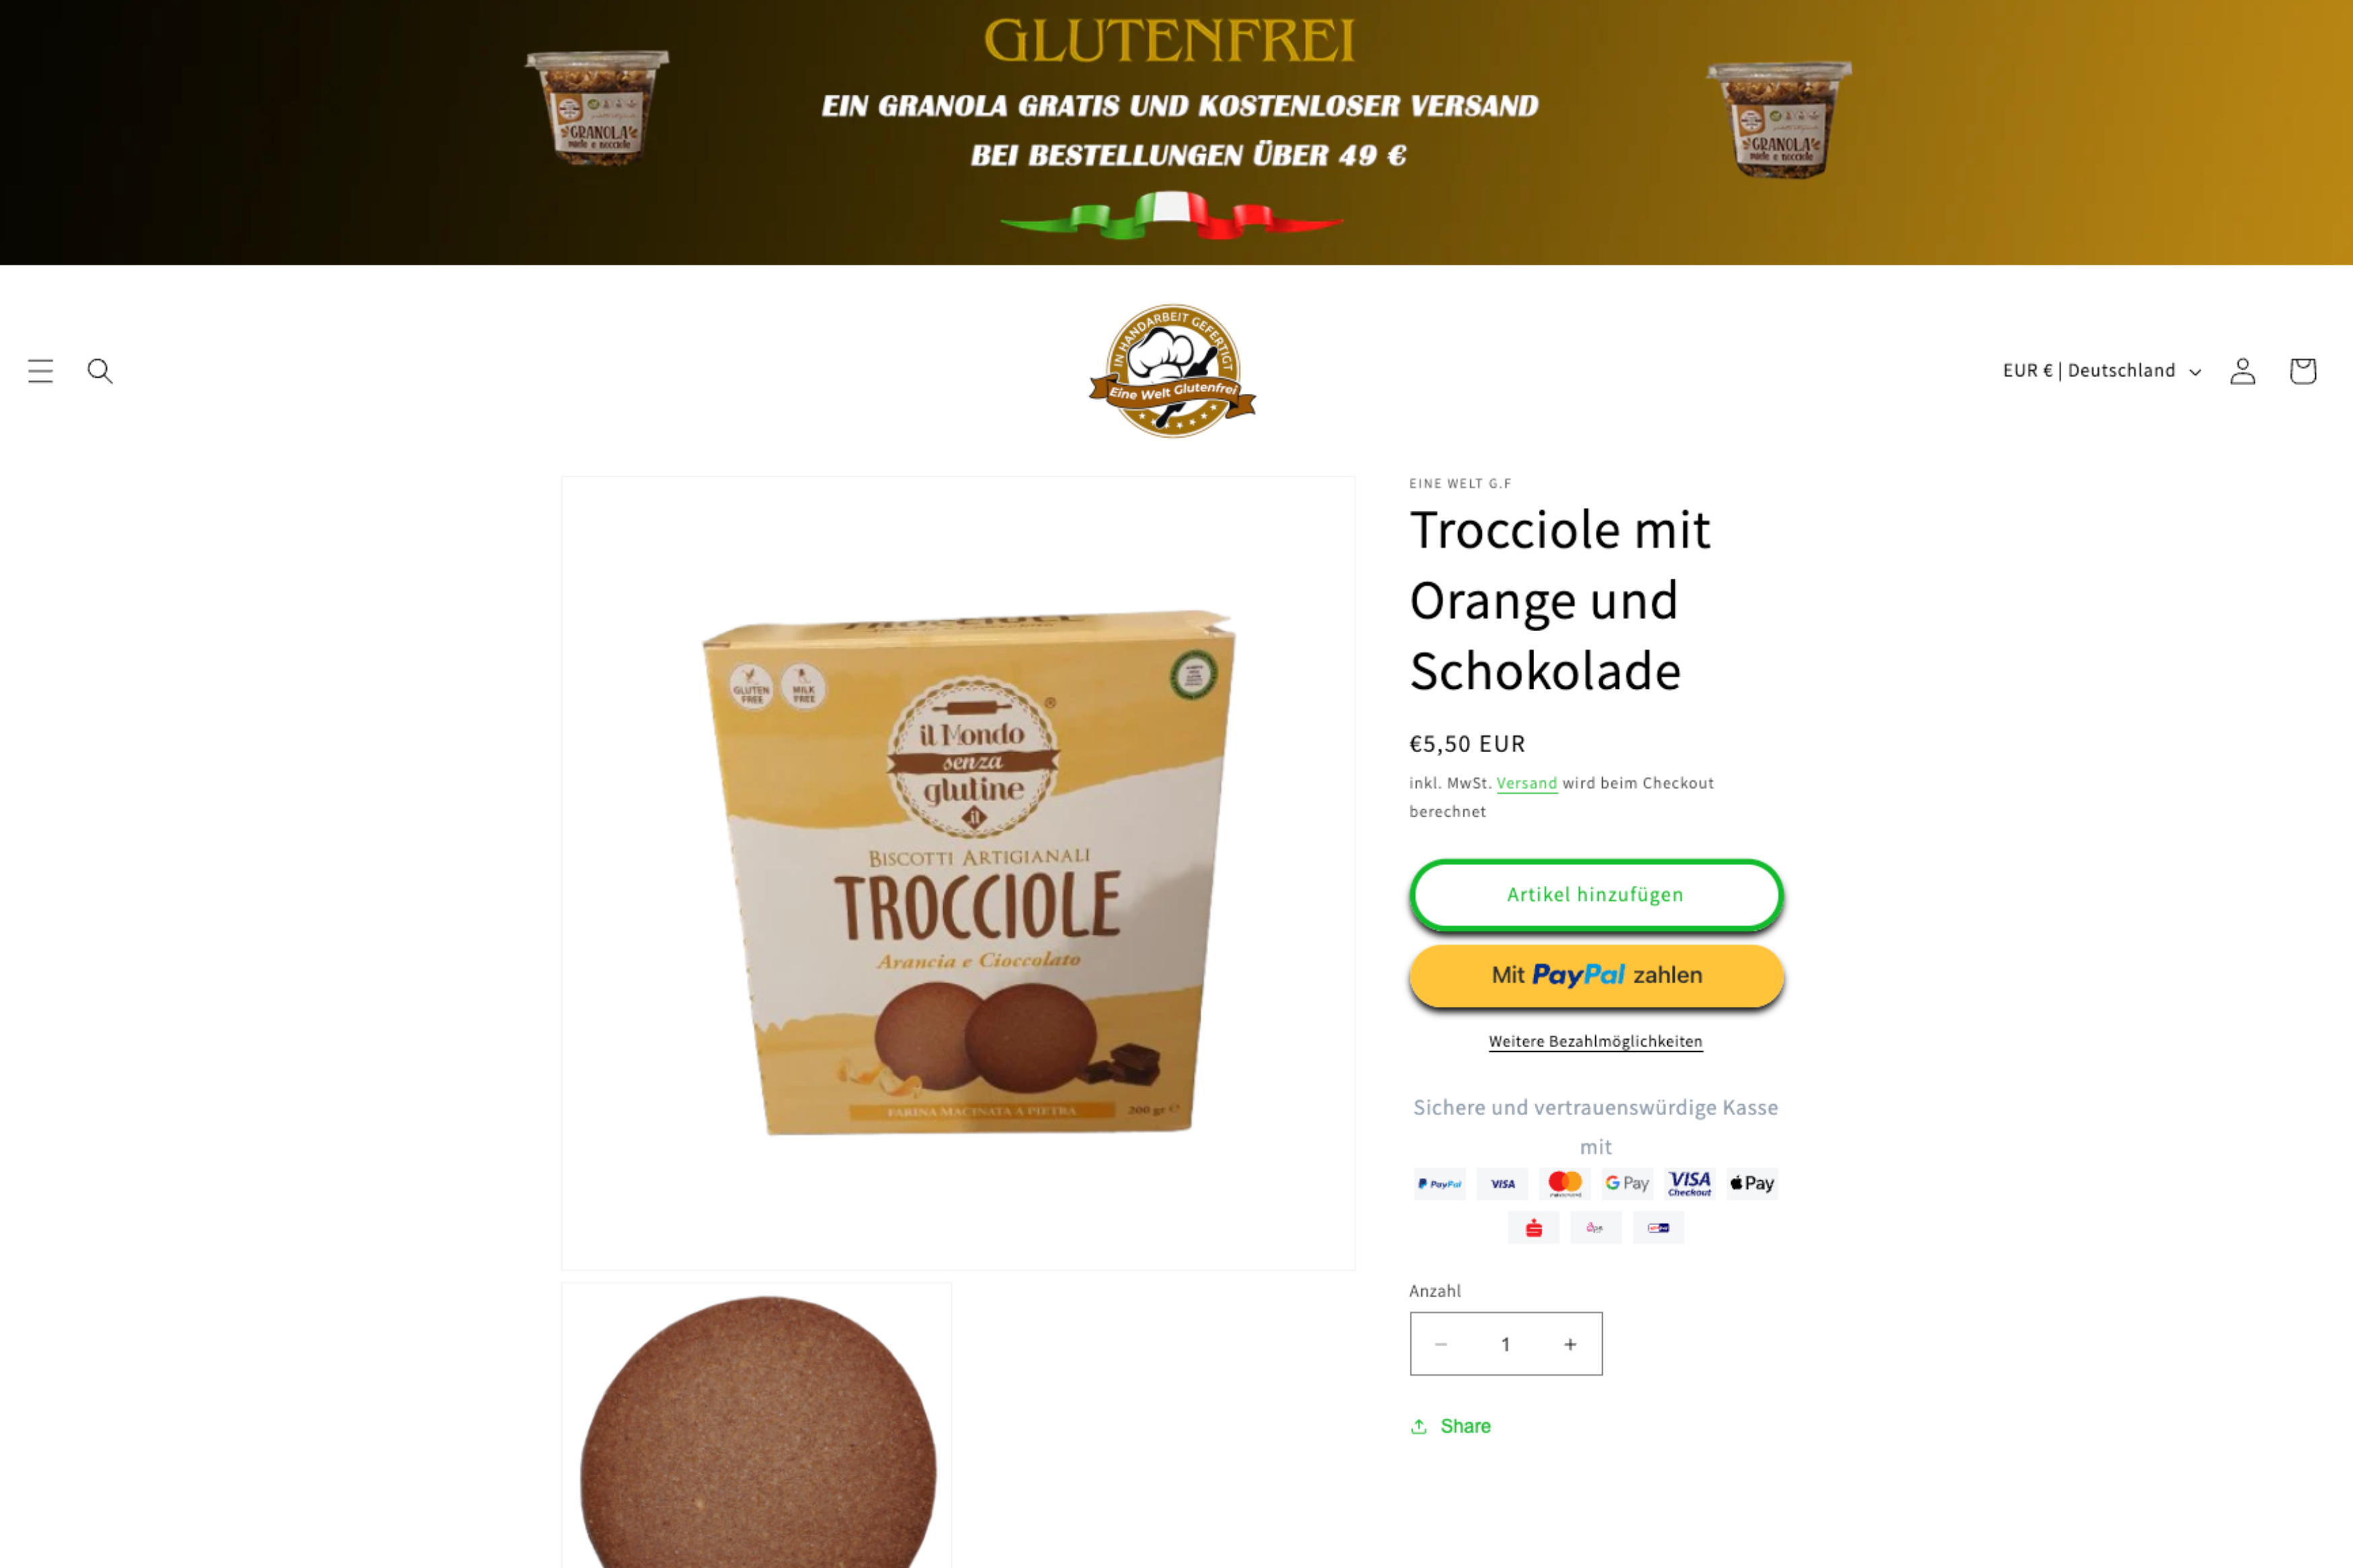 GLUTENFREI
EIN GRANOLA GRATIS UND KOSTENLOSER VERSAND
BEI BESTELLUNGEN ÜBER 49 €
GRANOLA
miele e nocciole
GRANOLA
miele e nocciole
IN HANDARBEIT GEFERTIGT
Eine Welt Glutenfrei
EUR € | Deutschland
EINE WELT G.F
Trocciole mit
Orange und
Schokolade
€5,50 EUR
inkl. MwSt. Versand wird beim Checkout
berechnet
Artikel hinzufügen
Mit PayPal zahlen
Weitere Bezahlmöglichkeiten
Sichere und vertrauenswürdige Kasse
mit
PayPal VISA G Pay VISA Checkout Pay
Anzahl
1
Share
TROCCIOLE
GLUTEN FREE
MILK FREE
il Mondo
senza
glutine
il
BISCOTTI ARTIGIANALI
TROCCIOLE
Arancia e Cioccolato
FARINA MACINATA A PIETRA
200 gr ℮